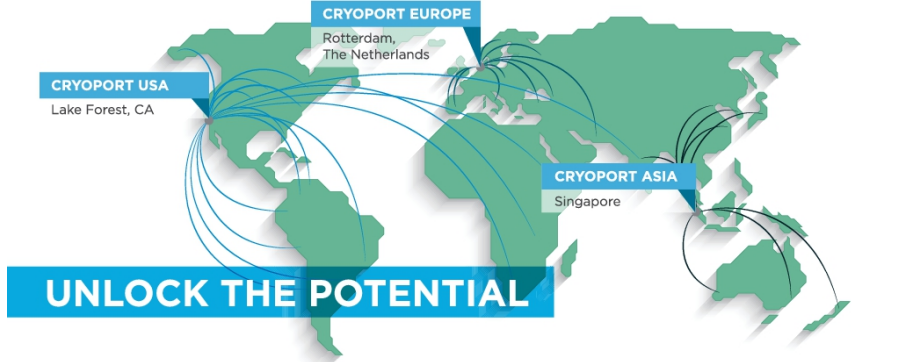 CRYOPORT EUROPE
Rotterdam,
The Netherlands
CRYOPORT USA
Lake Forest, CA
CRYOPORT ASIA
Singapore
UNLOCK THE POTENTIAL